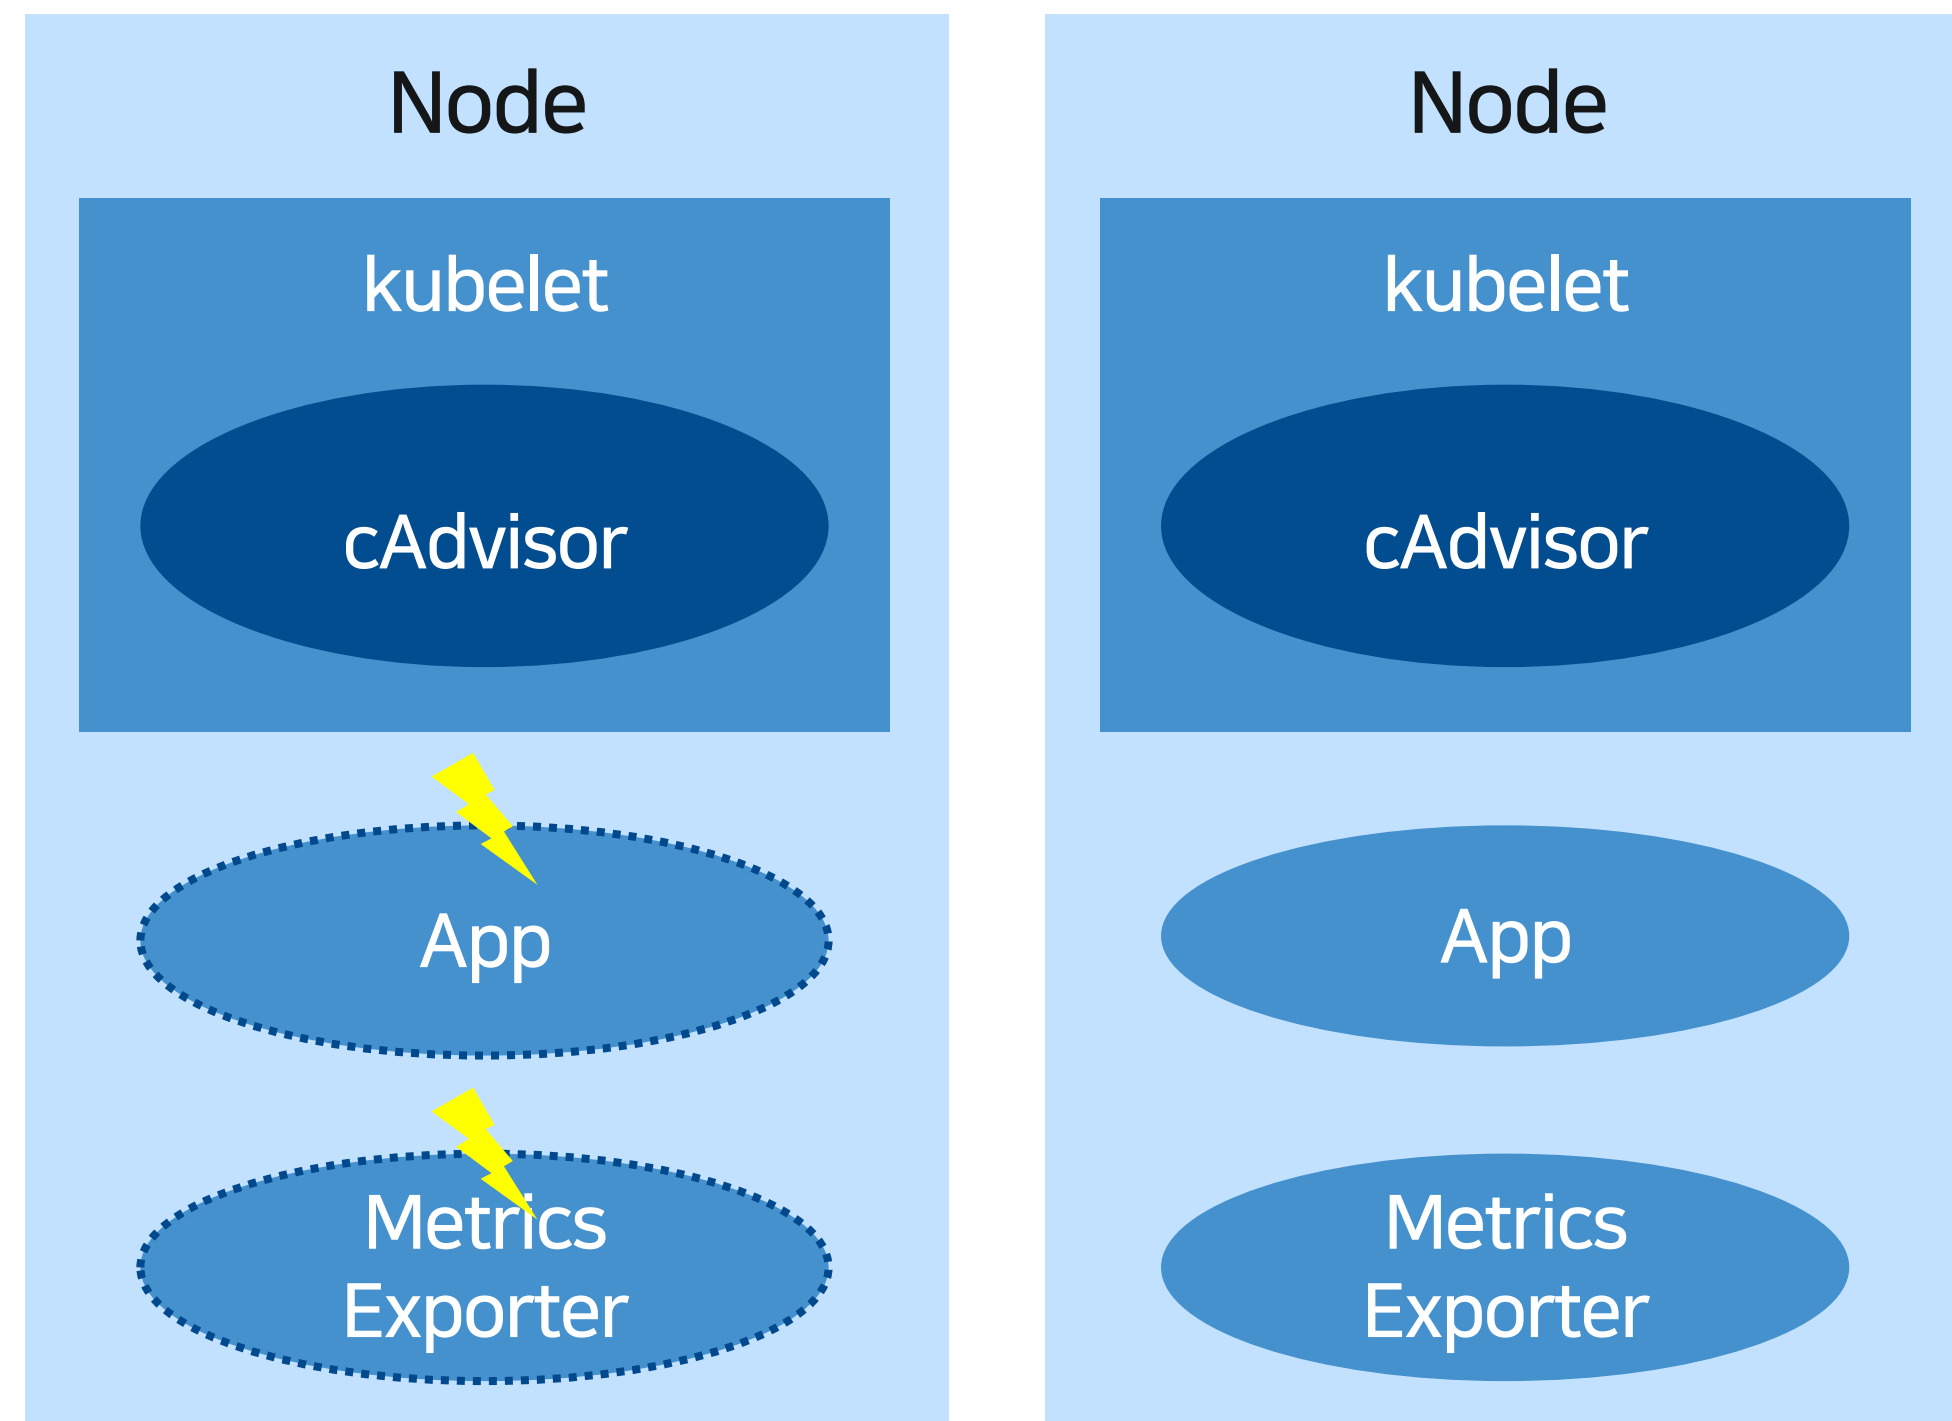 Node
kubelet
cAdvisor
App
Metrics
Exporter
Node
kubelet
cAdvisor
App
Metrics
Exporter